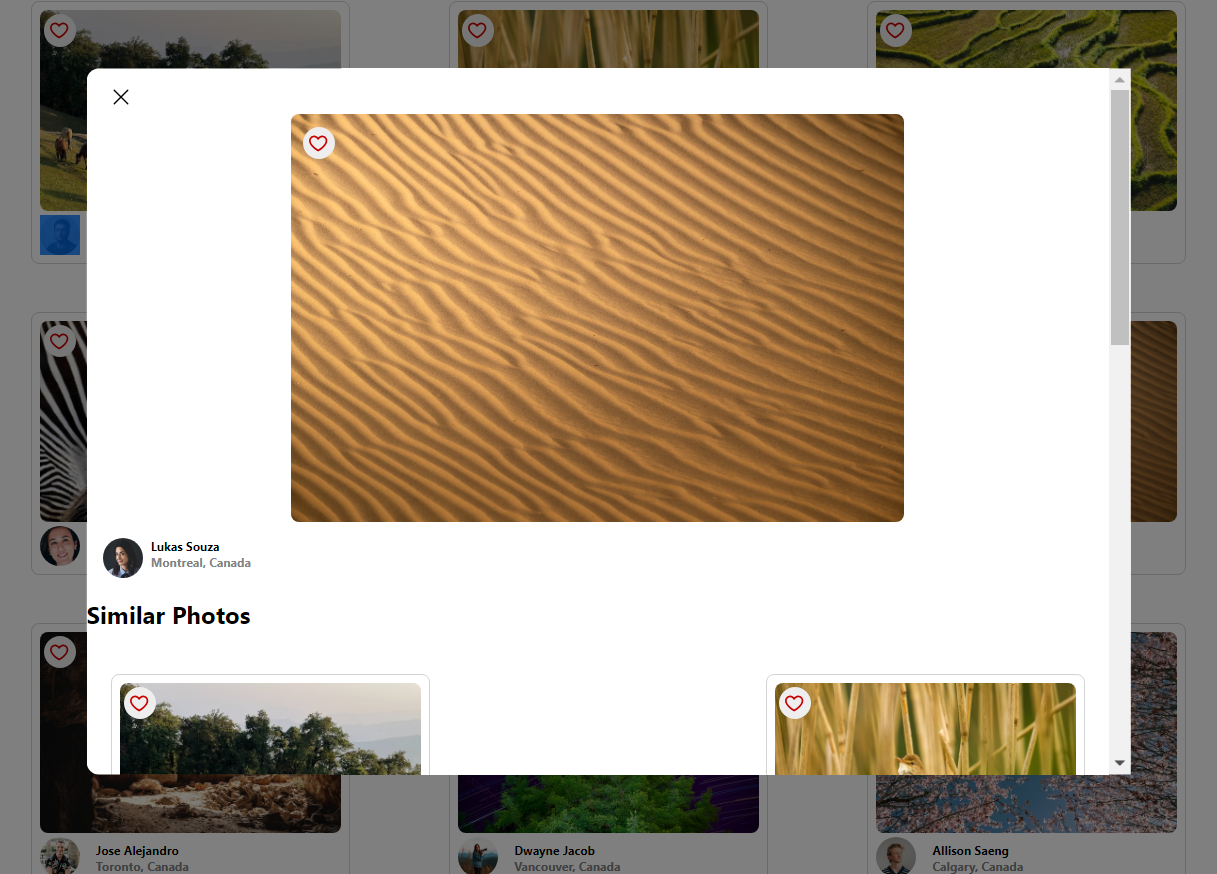 Lukas Souza
Montreal, Canada
Similar Photos
Jose Alejandro
Toronto, Canada
Dwayne Jacob
Vancouver, Canada
Allison Saeng
Calgary, Canada